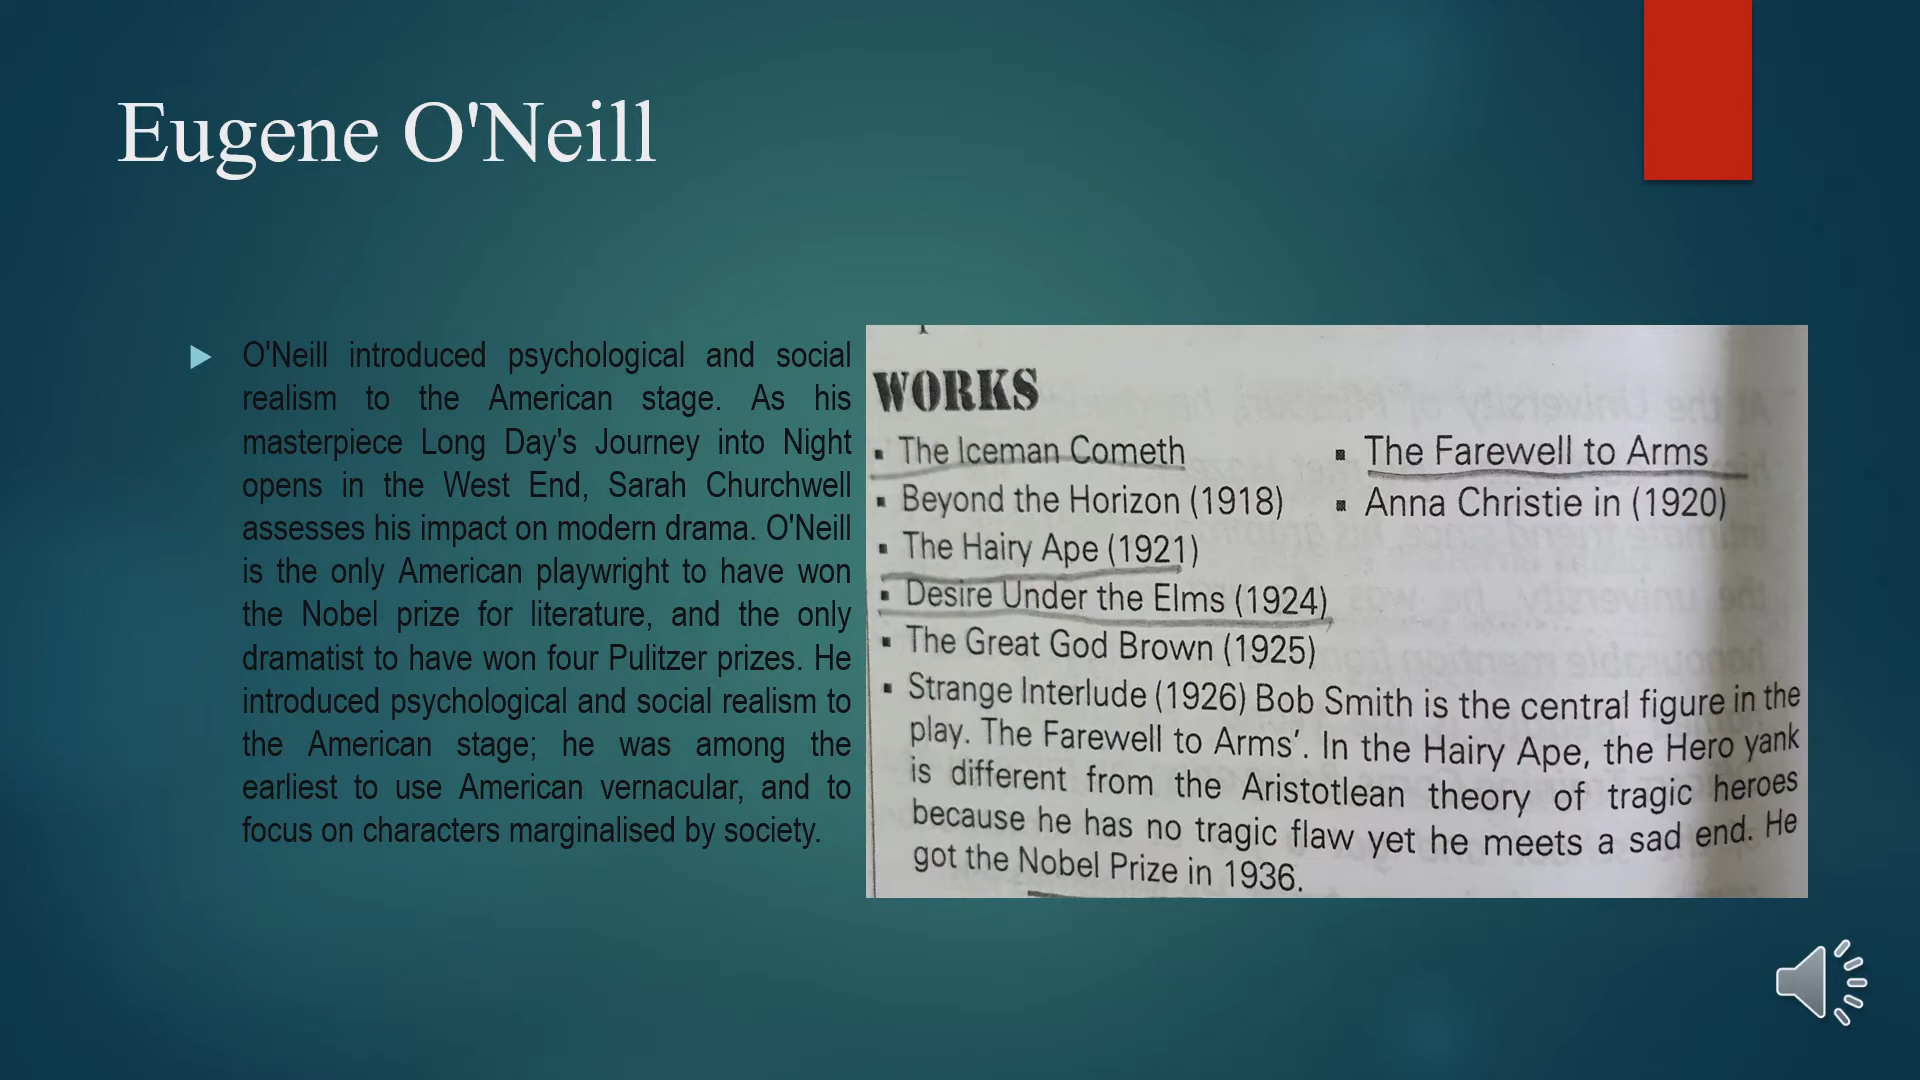 Eugene O'Neill
O'Neill introduced psychological and social
realism to the American stage. As his
masterpiece Long Day's Journey into Night
opens in the West End, Sarah Churchwell
assesses his impact on modern drama. O'Neill
is the only American playwright to have won
the Nobel prize for literature, and the only
dramatist to have won four Pulitzer prizes. He
introduced psychological and social realism to
the American stage; he was among the
earliest to use American vernacular, and to
focus on characters marginalised by society.
WORKS
The Iceman Cometh
Beyond the Horizon (1918)
The Hairy Ape (1921)
Desire Under the Elms (1924)
The Great God Brown (1925)
The Farewell to Arms
Anna Christie in (1920)
Strange Interlude (1926) Bob Smith is the central figure in the
play. The Farewell to Arms'. In the Hairy Ape, the Hero yank
is different from the Aristotlean theory of tragic heroes
because he has no tragic flaw yet he meets a sad end. He
got the Nobel Prize in 1936.